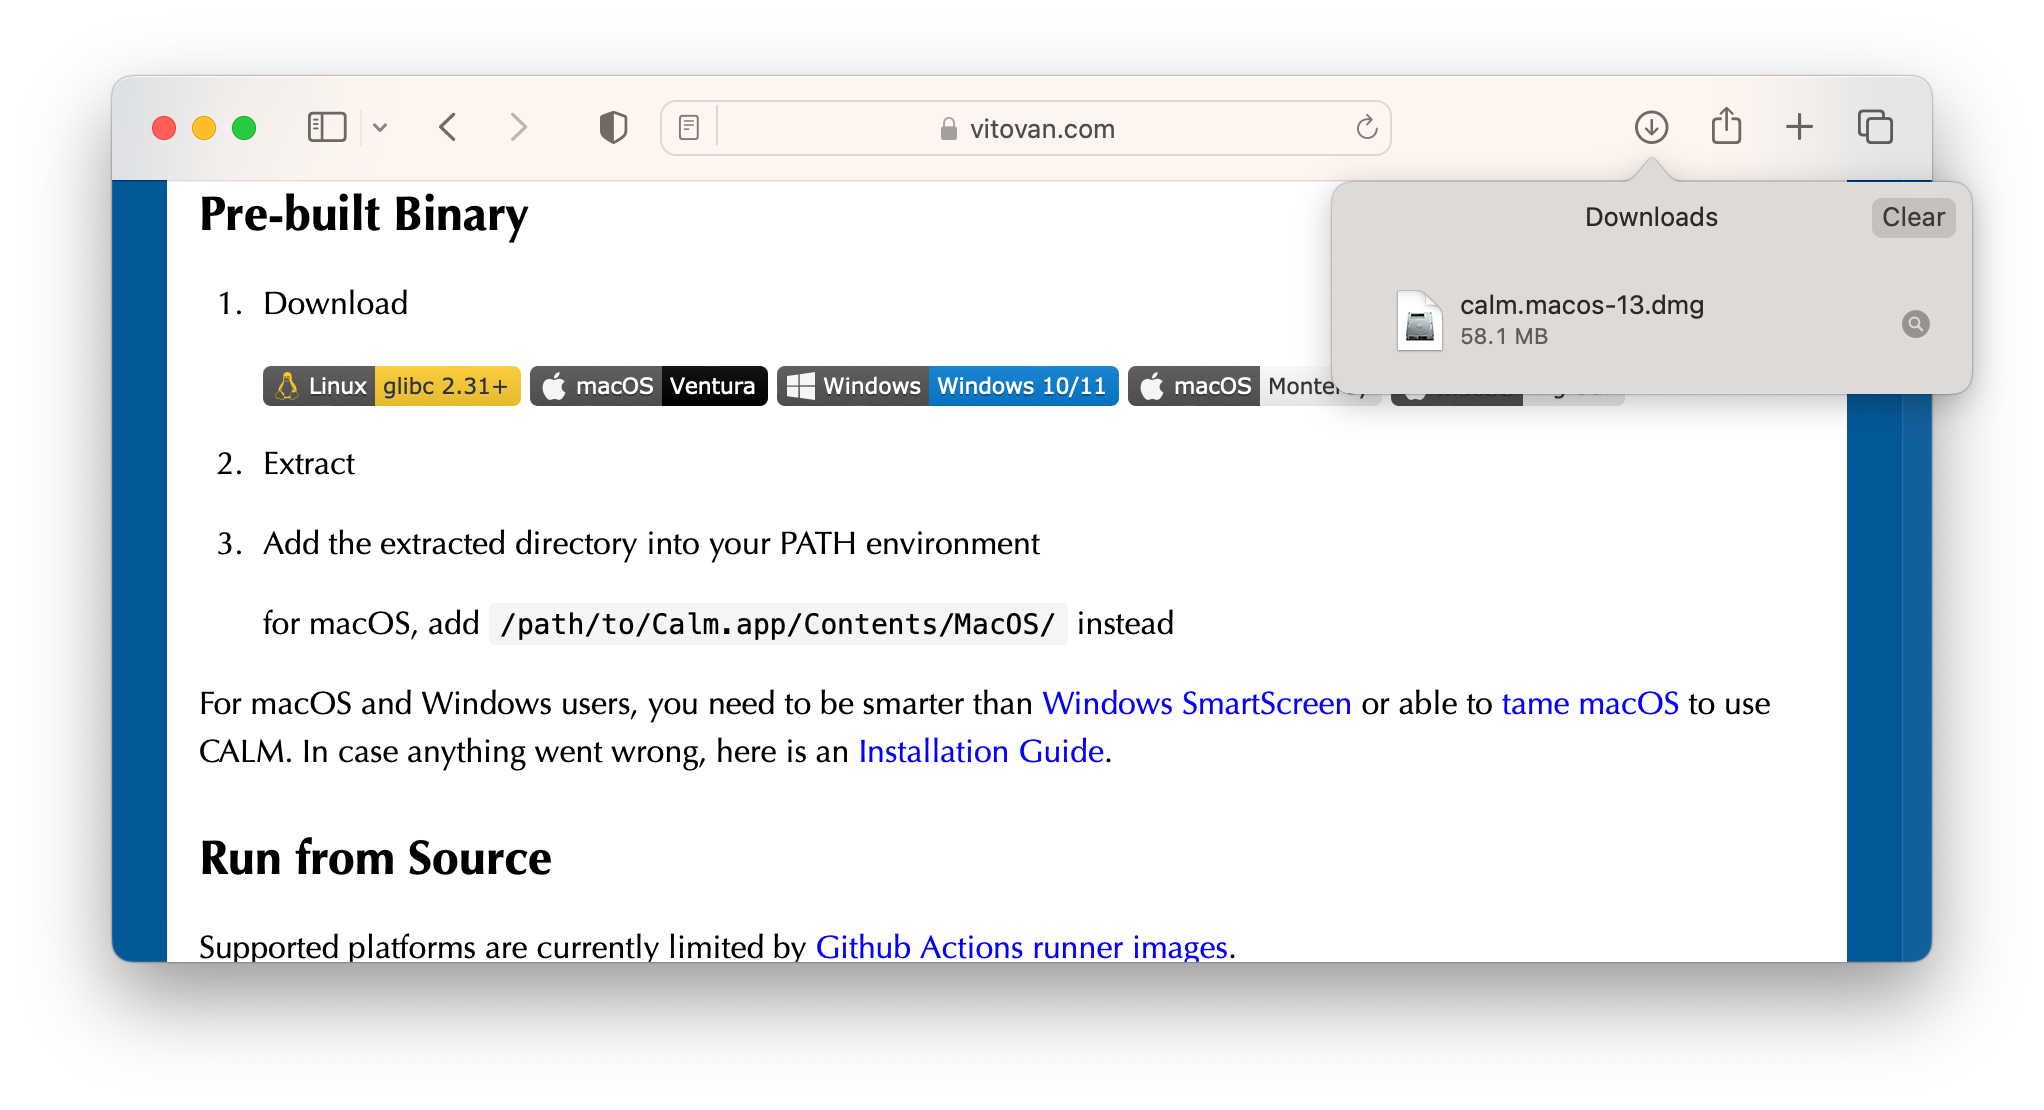 vitovan.com
Downloads
Clear
calm.macos-13.dmg
58.1 MB
Pre-built Binary
1. Download
Linux glibc 2.31+ macOS Ventura Windows Windows 10/11 macOS
2. Extract
3. Add the extracted directory into your PATH environment
for macOS, add /path/to/Calm.app/Contents/MacOS/ instead
For macOS and Windows users, you need to be smarter than Windows SmartScreen or able to tame macOS to use
CALM. In case anything went wrong, here is an Installation Guide.
Run from Source
Supported platforms are currently limited by Github Actions runner images.